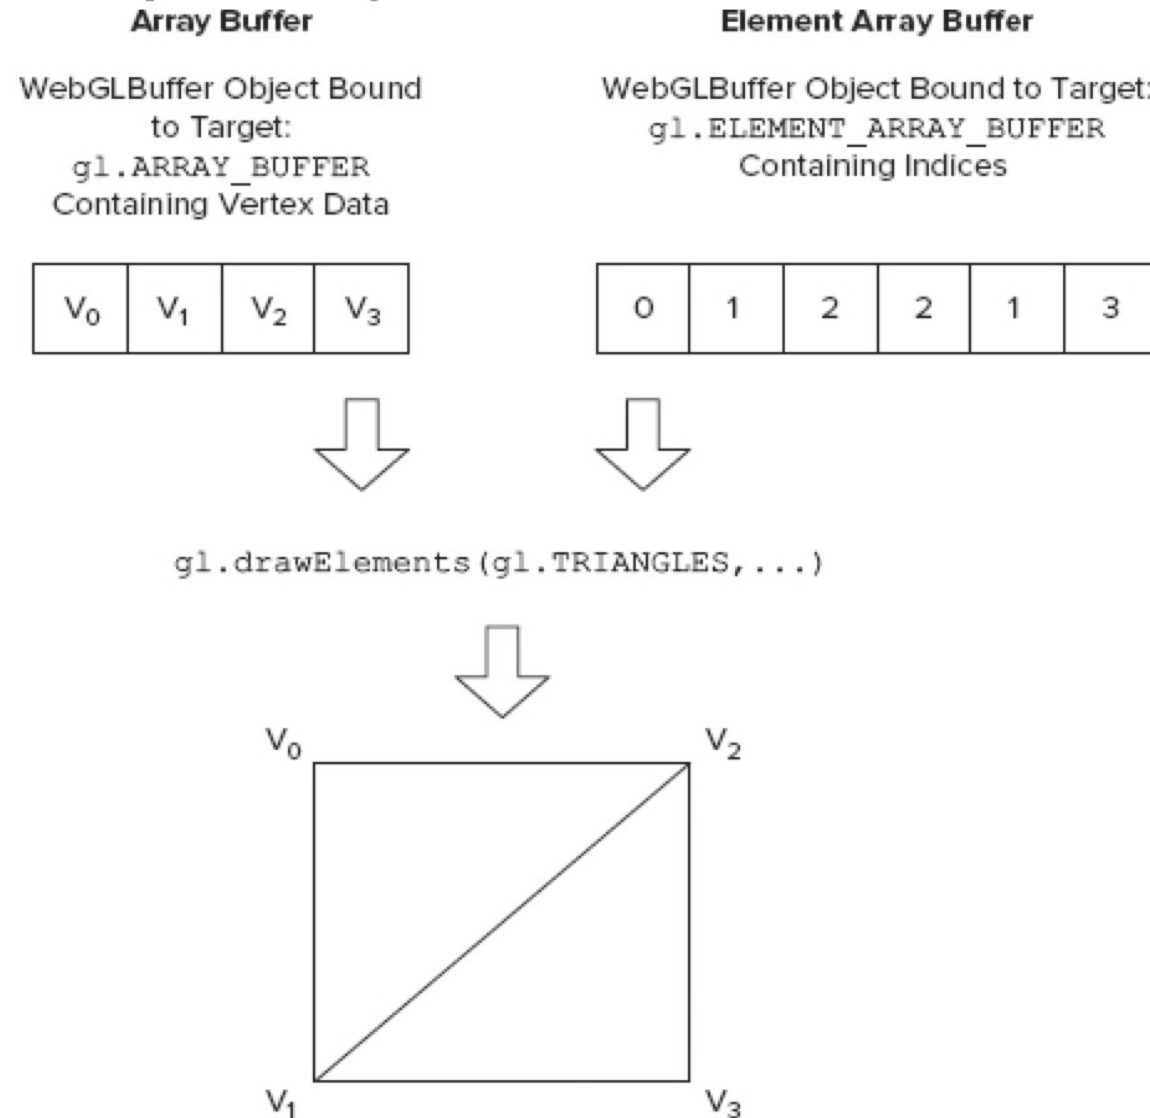 Array Buffer
WebGLBuffer Object Bound
to Target:
gl.ARRAY_BUFFER
Containing Vertex Data
Element Array Buffer
WebGLBuffer Object Bound to Target:
gl.ELEMENT_ARRAY_BUFFER
Containing Indices
V0 V1 V2 V3
0 1 2 2 1 3
gl.drawElements(gl.TRIANGLES,...)
V0 V2
V1 V3